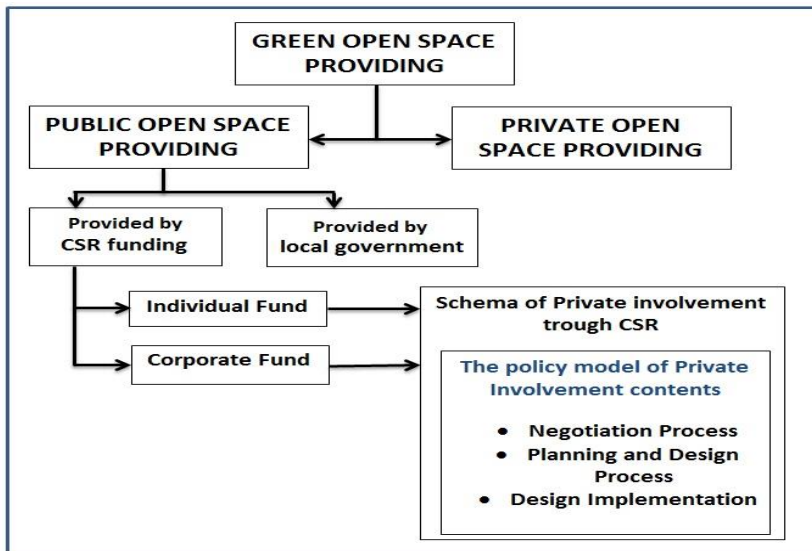 GREEN OPEN SPACE
PROVIDING
PUBLIC OPEN SPACE
PROVIDING
PRIVATE OPEN
SPACE PROVIDING
Provided by
CSR funding
Provided by
local government
Individual Fund
Corporate Fund
Schema of Private involvement
trough CSR
The policy model of Private
Involvement contents
• Negotiation Process
• Planning and Design
Process
• Design Implementation